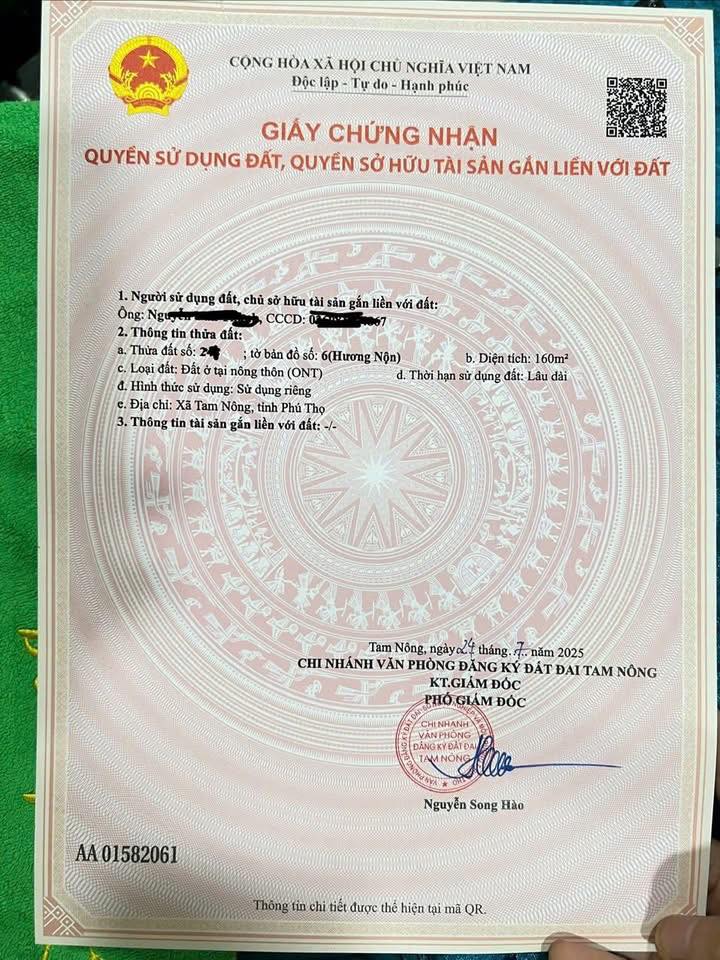 CỘNG HÒA XÃ HỘI CHỦ NGHĨA VIỆT NAM
Độc lập - Tự do - Hạnh phúc
GIẤY CHỨNG NHẬN
QUYỀN SỬ DỤNG ĐẤT, QUYỀN SỞ HỮU TÀI SẢN GẮN LIỀN VỚI ĐẤT
1. Người sử dụng đất, chủ sở hữu tài sản gắn liền với đất:
Ông: , CCCD:
2. Thông tin thửa đất:
a. Thửa đất số: ; tờ bản đồ số: 6(Hương Nộn) b. Diện tích: 160m²
c. Loại đất: Đất ở tại nông thôn (ONT) d. Thời hạn sử dụng đất: Lâu dài
đ. Hình thức sử dụng: Sử dụng riêng
e. Địa chỉ: Xã Tam Nông, tỉnh Phú Thọ
3. Thông tin tài sản gắn liền với đất: -/-
Tam Nông, ngày 24 tháng 7 năm 2025
CHI NHÁNH VĂN PHÒNG ĐĂNG KÝ ĐẤT ĐAI TAM NÔNG
KT.GIÁM ĐỐC
PHÓ GIÁM ĐỐC
CHI NHÁNH
VĂN PHÒNG
ĐĂNG KÝ ĐẤT ĐAI
TAM NÔNG
Nguyễn Song Hào
AA 01582061
Thông tin chi tiết được thể hiện tại mã QR.